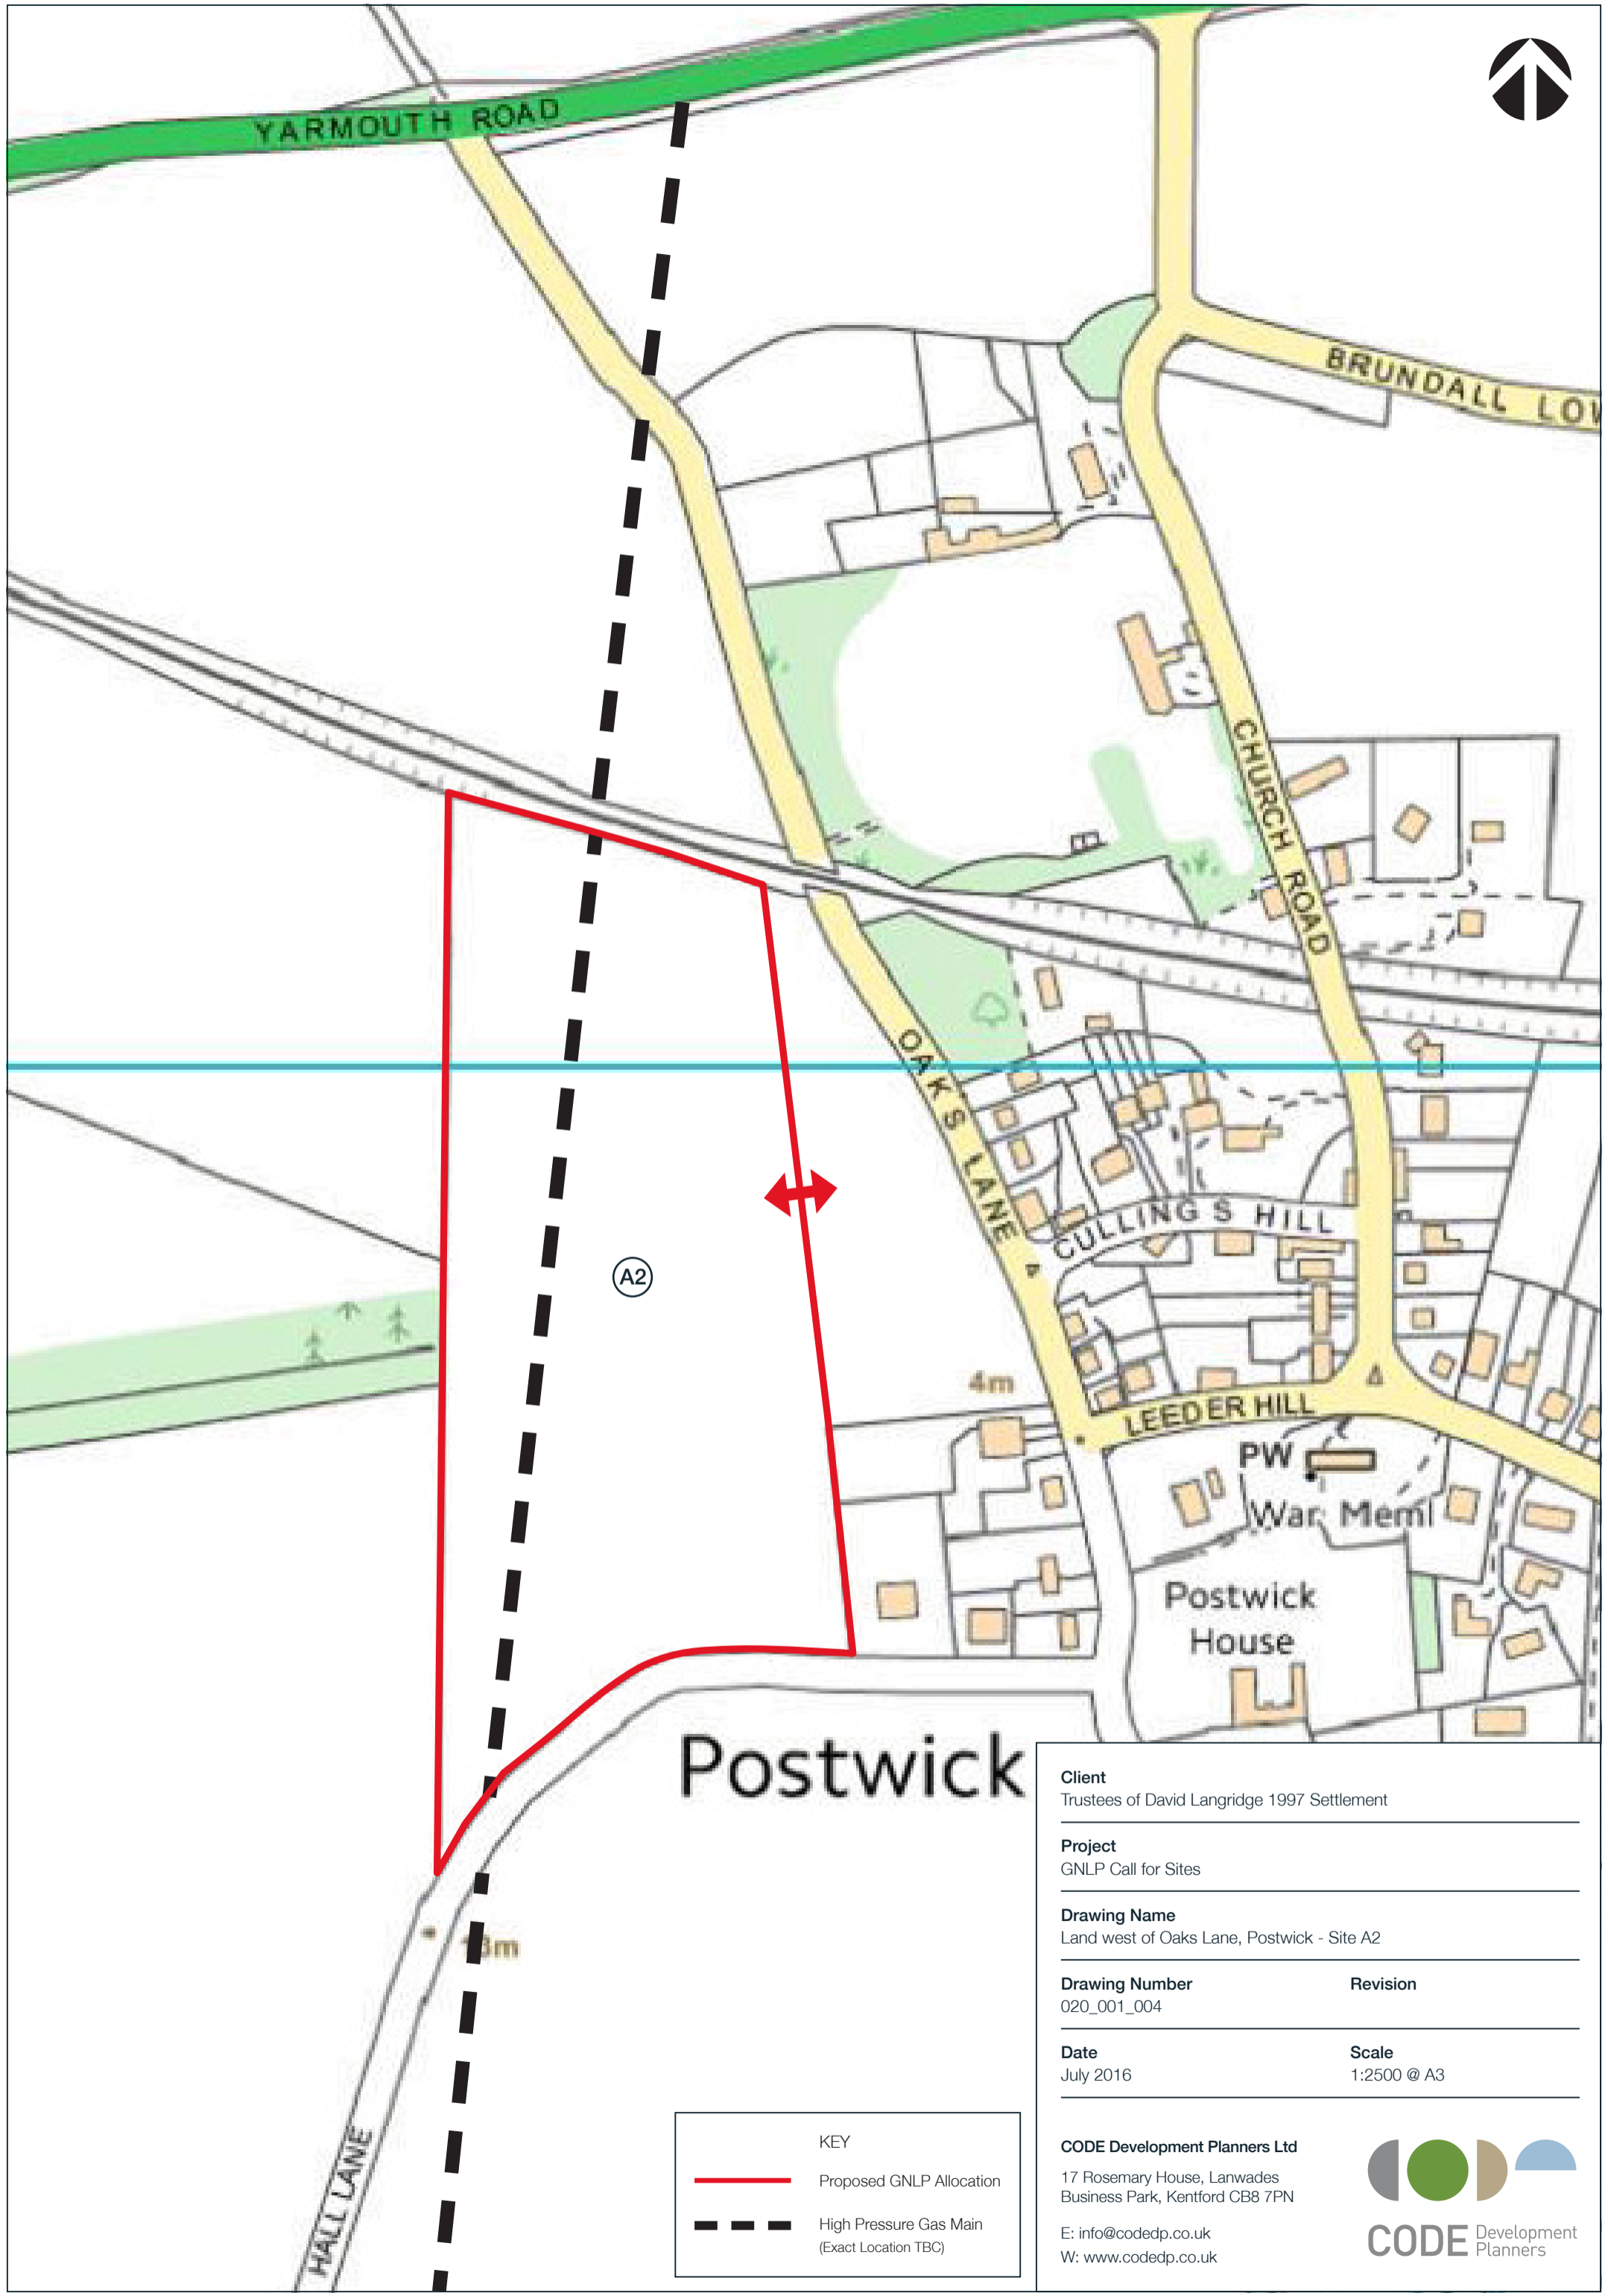 YARMOUTH ROAD
BRUNDALL LOW
CHURCH ROAD
OAKS LANE
CULLINGS HILL
A2
4m
LEEDER HILL
PW
War Meml
Postwick
House
Postwick
HALL LANE
KEY
Proposed GNLP Allocation
High Pressure Gas Main
(Exact Location TBC)
Client
Trustees of David Langridge 1997 Settlement
Project
GNLP Call for Sites
Drawing Name
Land west of Oaks Lane, Postwick - Site A2
Drawing Number Revision
020_001_004
Date Scale
July 2016 1:2500 @ A3
CODE Development Planners Ltd
17 Rosemary House, Lanwades
Business Park, Kentford CB8 7PN
E: info@codedp.co.uk
W: www.codedp.co.uk
CODE Development
Planners